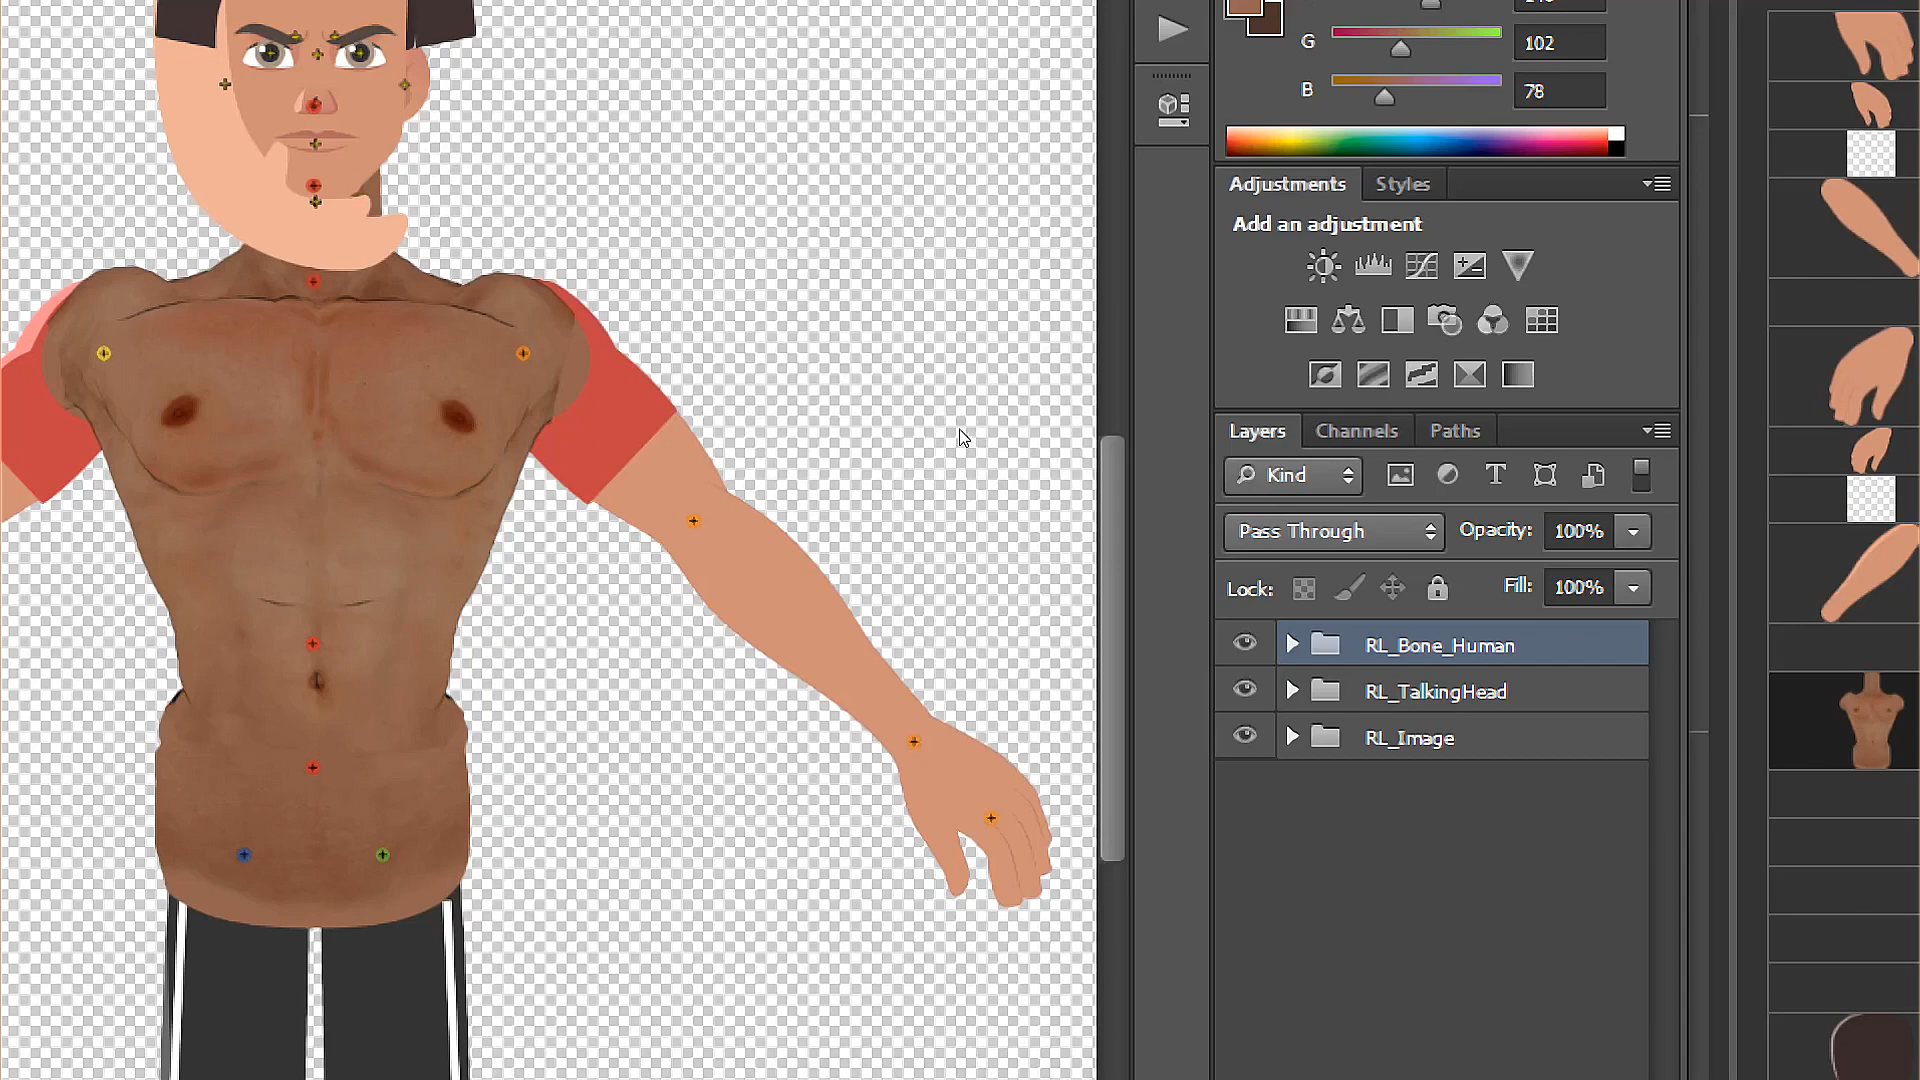 G 102
B 78
Adjustments Styles
Add an adjustment
Layers Channels Paths
Kind T
Pass Through Opacity: 100%
Lock: Fill: 100%
RL_Bone_Human
RL_TalkingHead
RL_Image